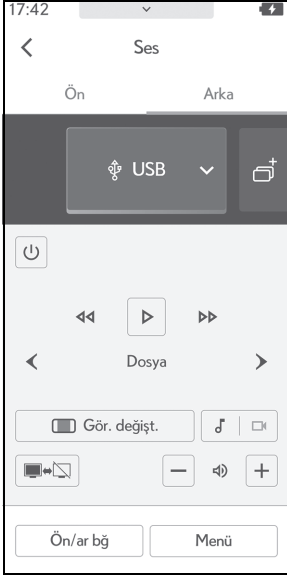 17:42
Ses
Ön Arka
USB
Dosya
Gör. değişt.
Ön/ar bğ Menü